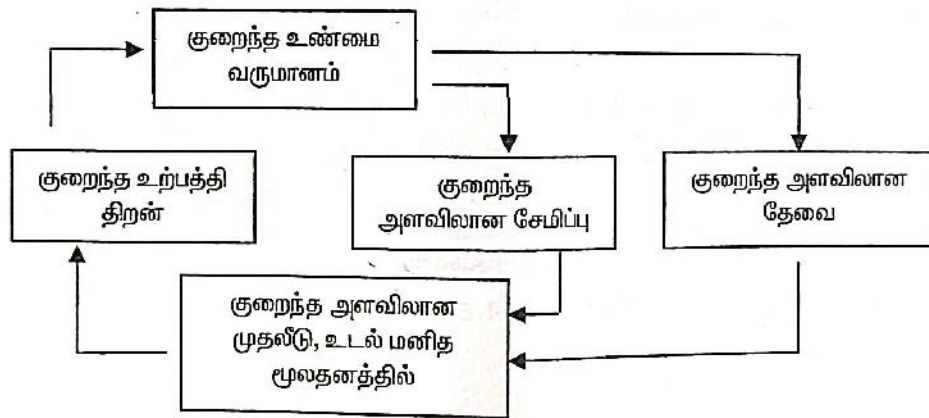 குறைந்த உண்மை
வருமானம்
குறைந்த உற்பத்தி
திறன்
குறைந்த
அளவிலான சேமிப்பு
குறைந்த அளவிலான
தேவை
குறைந்த அளவிலான
முதலீடு, உடல் மனித
மூலதனத்தில்